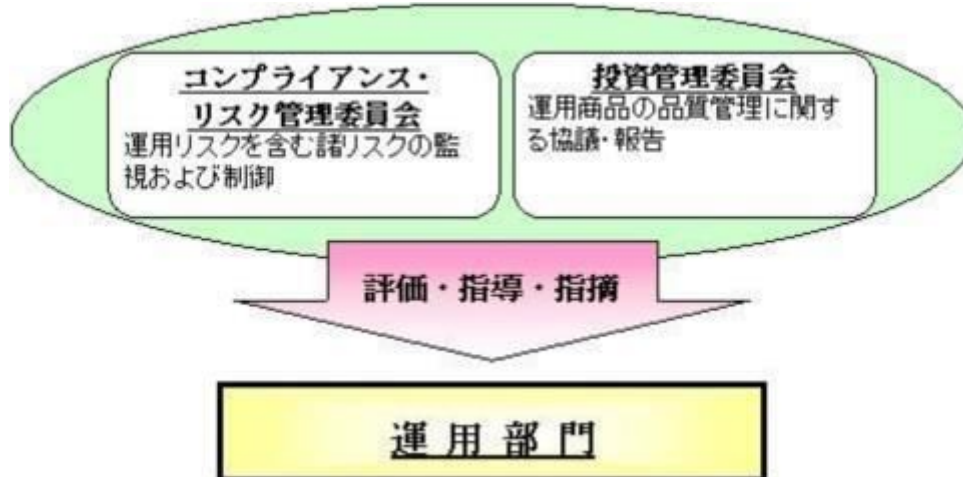 コンプライアンス・
リスク管理委員会
運用リスクを含む諸リスクの監
視および制御
投資管理委員会
運用商品の品質管理に関す
る協議・報告
評価・指導・指摘
運用部門